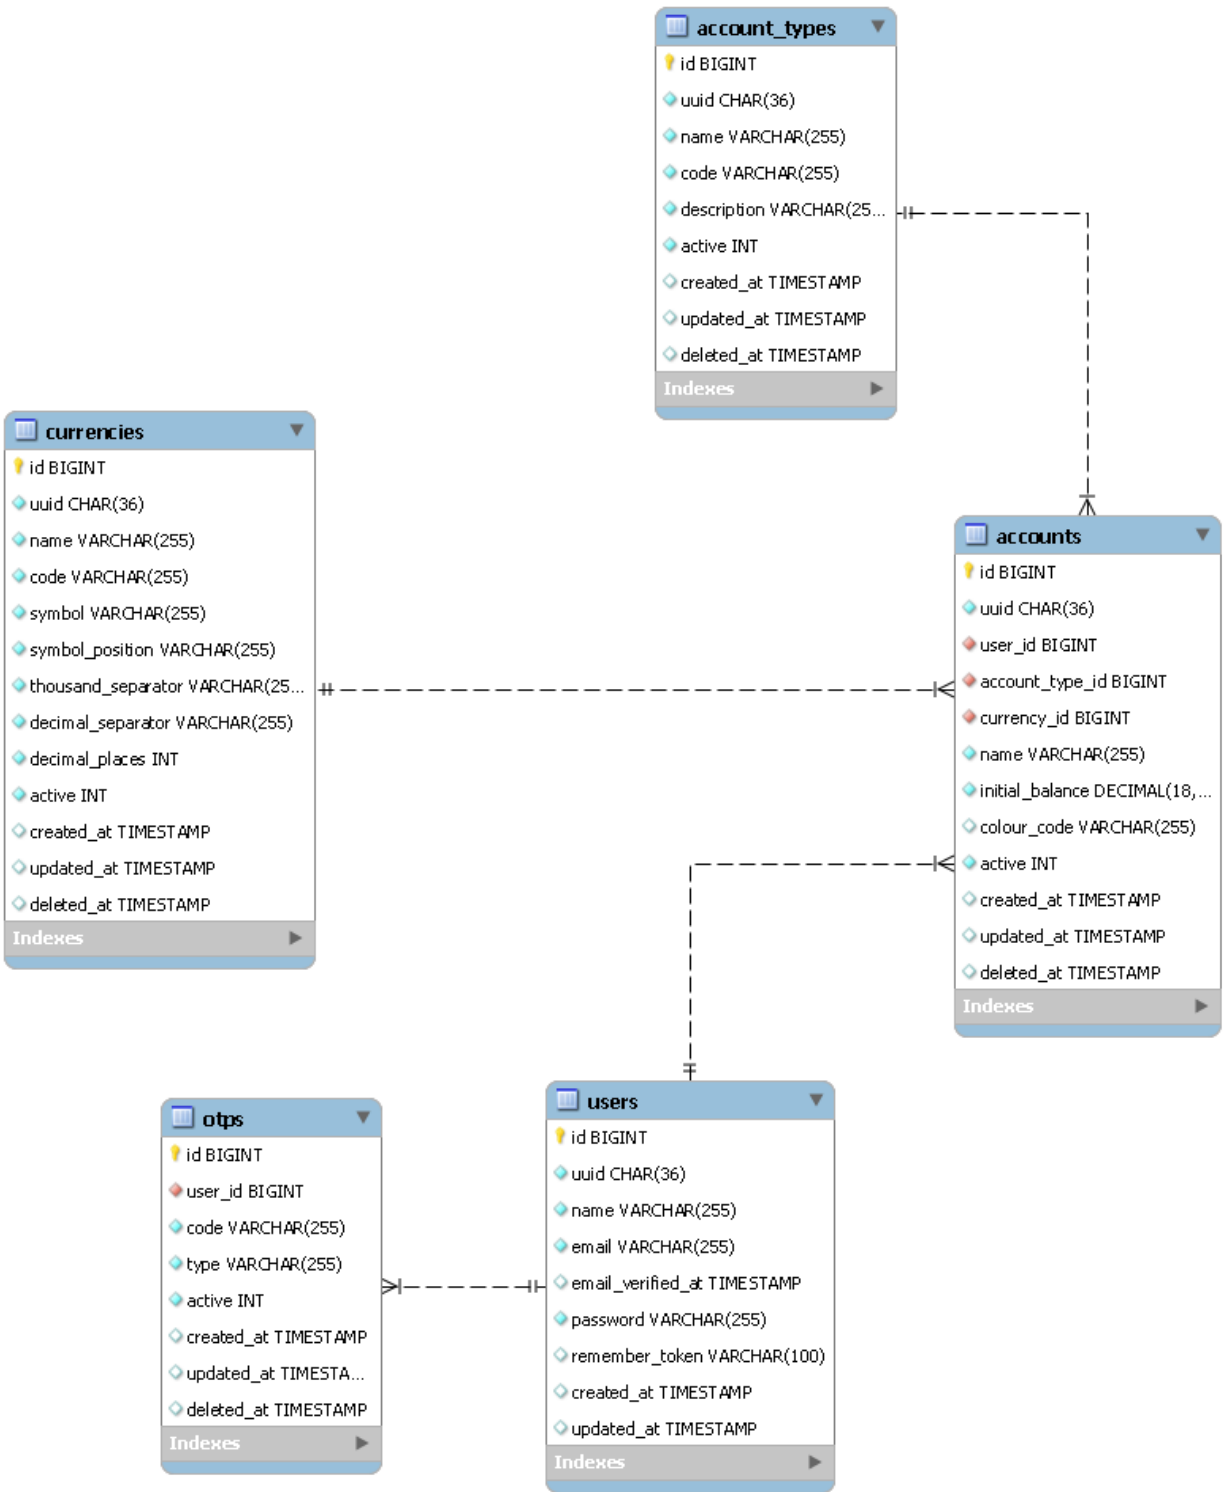 account_types
id BIGINT
uuid CHAR(36)
name VARCHAR(255)
code VARCHAR(255)
description VARCHAR(25...
active INT
created_at TIMESTAMP
updated_at TIMESTAMP
deleted_at TIMESTAMP
Indexes
currencies
id BIGINT
uuid CHAR(36)
name VARCHAR(255)
code VARCHAR(255)
symbol VARCHAR(255)
symbol_position VARCHAR(255)
thousand_separator VARCHAR(25...
decimal_separator VARCHAR(255)
decimal_places INT
active INT
created_at TIMESTAMP
updated_at TIMESTAMP
deleted_at TIMESTAMP
Indexes
accounts
id BIGINT
uuid CHAR(36)
user_id BIGINT
account_type_id BIGINT
currency_id BIGINT
name VARCHAR(255)
initial_balance DECIMAL(18,...
colour_code VARCHAR(255)
active INT
created_at TIMESTAMP
updated_at TIMESTAMP
deleted_at TIMESTAMP
Indexes
otps
id BIGINT
user_id BIGINT
code VARCHAR(255)
type VARCHAR(255)
active INT
created_at TIMESTAMP
updated_at TIMESTA...
deleted_at TIMESTAMP
Indexes
users
id BIGINT
uuid CHAR(36)
name VARCHAR(255)
email VARCHAR(255)
email_verified_at TIMESTAMP
password VARCHAR(255)
remember_token VARCHAR(100)
created_at TIMESTAMP
updated_at TIMESTAMP
Indexes